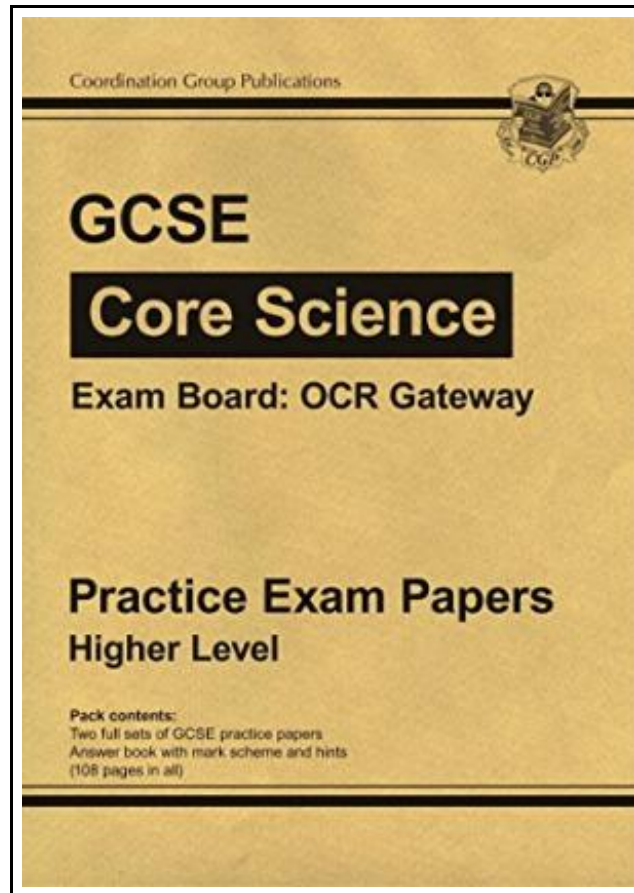 Coordination Group Publications
CGP
GCSE
Core Science
Exam Board: OCR Gateway
Practice Exam Papers
Higher Level
Pack contents:
Two full sets of GCSE practice papers
Answer book with mark scheme and hints
(108 pages in all)